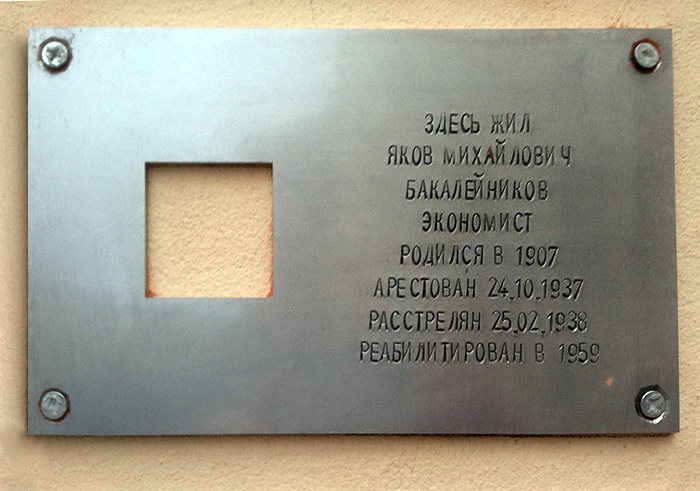 ЗДЕСЬ ЖИЛ
ЯКОВ МИХАЙЛОВИЧ
БАКАЛЕЙНИКОВ
ЭКОНОМИСТ
РОДИЛСЯ В 1907
АРЕСТОВАН 24.10.1937
РАССТРЕЛЯН 25.02.1938
РЕАБИЛИТИРОВАН В 1959